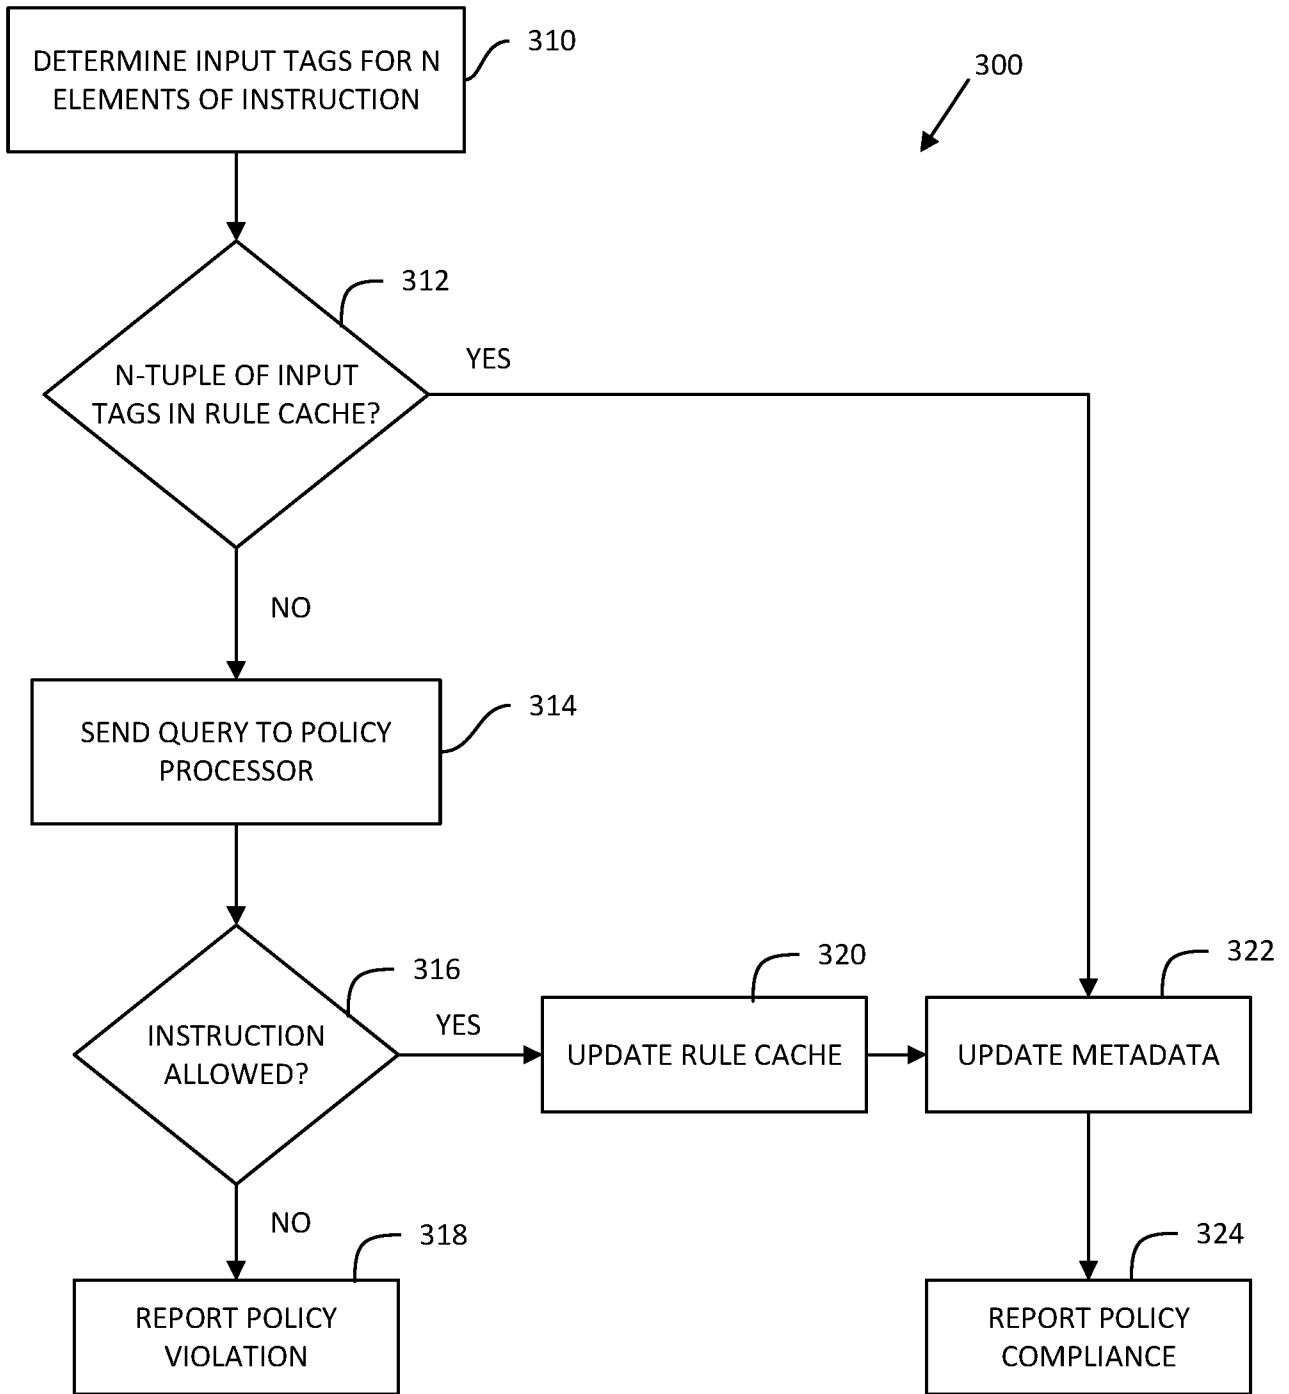 DETERMINE INPUT TAGS FOR N
ELEMENTS OF INSTRUCTION
310
300
312
N-TUPLE OF INPUT
TAGS IN RULE CACHE?
YES
NO
SEND QUERY TO POLICY
PROCESSOR
314
316
INSTRUCTION
ALLOWED?
YES
320
UPDATE RULE CACHE
322
UPDATE METADATA
NO
318
REPORT POLICY
VIOLATION
324
REPORT POLICY
COMPLIANCE